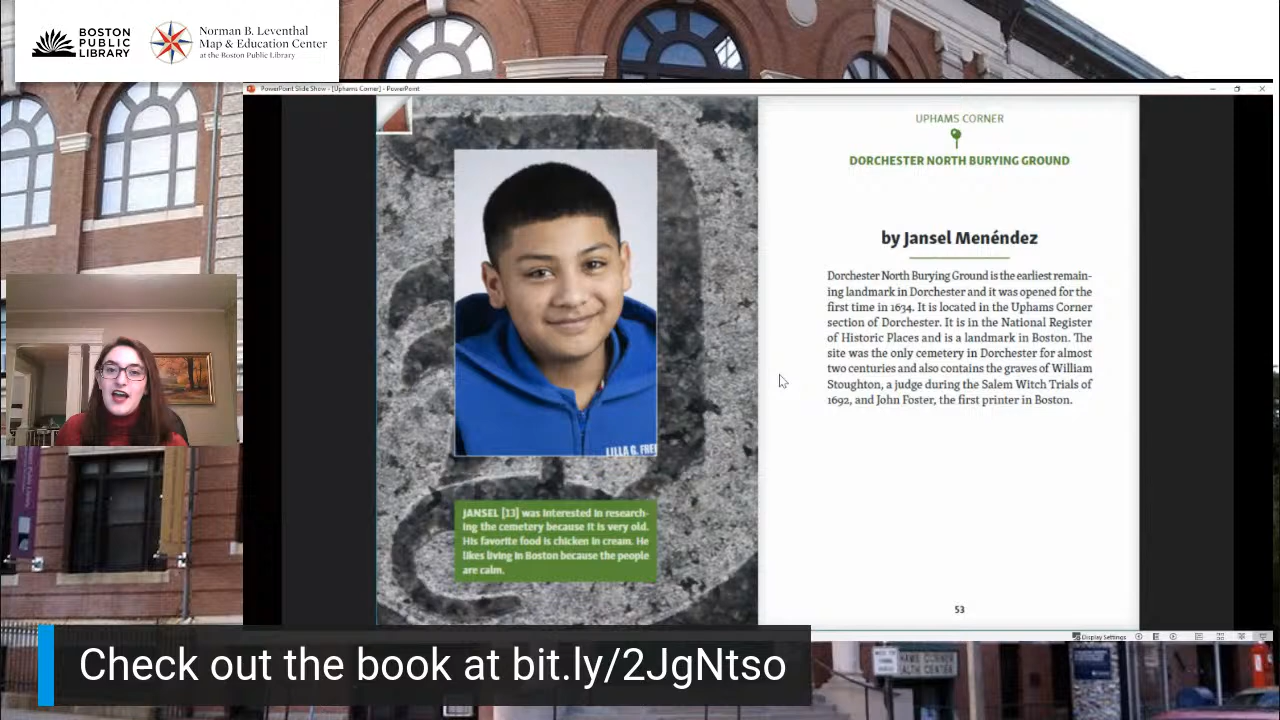 BOSTON
PUBLIC
LIBRARY
Norman B. Leventhal
Map & Education Center
at the Boston Public Library
PowerPoint Slide Show - [Uphams Corner] - PowerPoint
LILLA G. FRE
JANSEL [13] was interested in research-
ing the cemetery because it is very old.
His favorite food is chicken in cream. He
likes living in Boston because the people
are calm.
UPHAMS CORNER
DORCHESTER NORTH BURYING GROUND
by Jansel Menéndez
Dorchester North Burying Ground is the earliest remain-
ing landmark in Dorchester and it was opened for the
first time in 1634. It is located in the Uphams Corner
section of Dorchester. It is in the National Register
of Historic Places and is a landmark in Boston. The
site was the only cemetery in Dorchester for almost
two centuries and also contains the graves of William
Stoughton, a judge during the Salem Witch Trials of
1692, and John Foster, the first printer in Boston.
53
Display Settings
Check out the book at bit.ly/2JgNtso